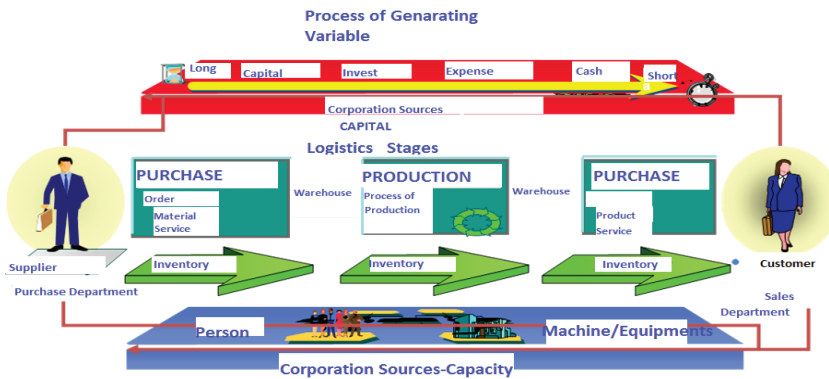 Process of Genarating
Variable
Long Capital Invest Expense Cash Short
a
Corporation Sources
CAPITAL
Logistics Stages
PURCHASE
Order
Material
Service
Warehouse
PRODUCTION
Process of
Production
Warehouse
PURCHASE
Product
Service
Supplier
Inventory
Inventory
Inventory
Customer
Purchase Department
Sales
Department
Person
Machine/Equipments
Corporation Sources-Capacity